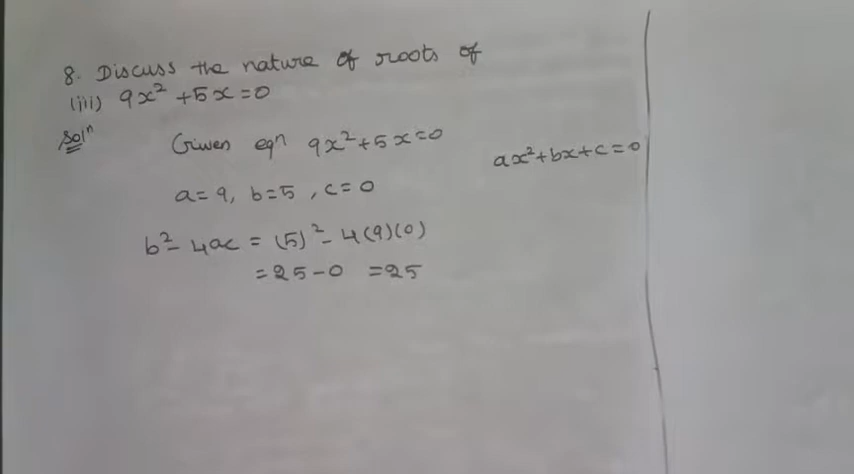 8. Discuss the nature of roots of
(iii) 9x² + 5x = 0
Solⁿ Given eqn 9x² + 5x = 0
ax² + bx + c = 0
a = 9, b = 5, c = 0
b² - 4ac = (5)² - 4(9)(0)
= 25 - 0 = 25